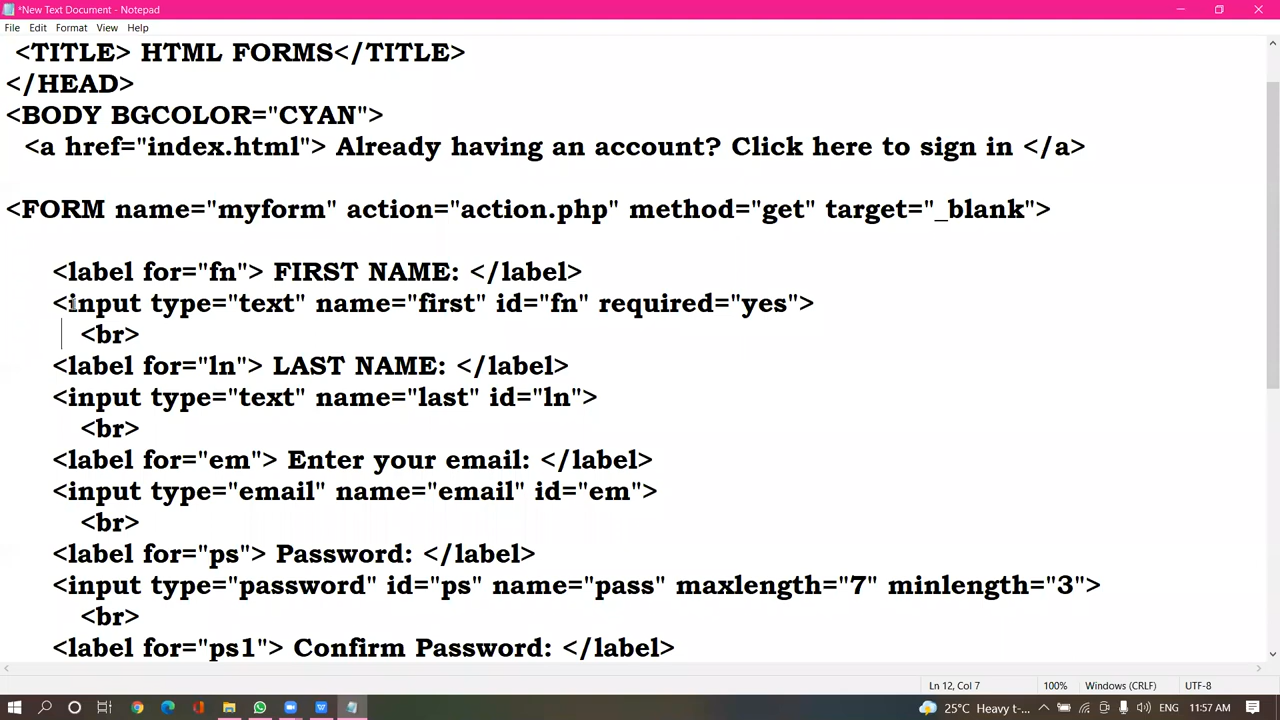 *New Text Document - Notepad
File Edit Format View Help
<TITLE> HTML FORMS</TITLE>
</HEAD>
<BODY BGCOLOR="CYAN">
<a href="index.html"> Already having an account? Click here to sign in </a>
<FORM name="myform" action="action.php" method="get" target="_blank">
<label for="fn"> FIRST NAME: </label>
<input type="text" name="first" id="fn" required="yes">
<br>
<label for="ln"> LAST NAME: </label>
<input type="text" name="last" id="ln">
<br>
<label for="em"> Enter your email: </label>
<input type="email" name="email" id="em">
<br>
<label for="ps"> Password: </label>
<input type="password" id="ps" name="pass" maxlength="7" minlength="3">
<br>
<label for="ps1"> Confirm Password: </label>
Ln 12, Col 7 100% Windows (CRLF) UTF-8
25°C Heavy t-... ENG 11:57 AM